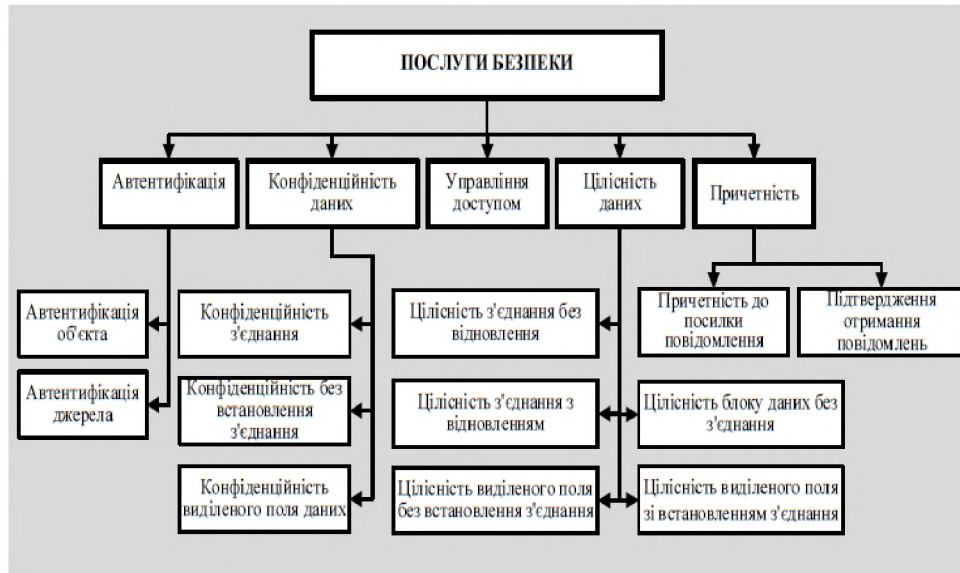 ПОСЛУГИ БЕЗПЕКИ
Автентифікація
Конфіденційність
даних
Управління
доступом
Цілісність
даних
Причетність
Автентифікація
об'єкта
Автентифікація
джерела
Конфіденційність
з'єднання
Конфіденційність без
встановлення
з'єднання
Конфіденційність
виділеного поля даних
Цілісність з'єднання без
відновлення
Цілісність з'єднання з
відновленням
Цілісність виділеного поля
без встановлення з'єднання
Цілісність блоку даних без
з'єднання
Цілісність виділеного поля
зі встановленням з'єднання
Причетність до
посилки
повідомлення
Підтвердження
отримання
повідомлень